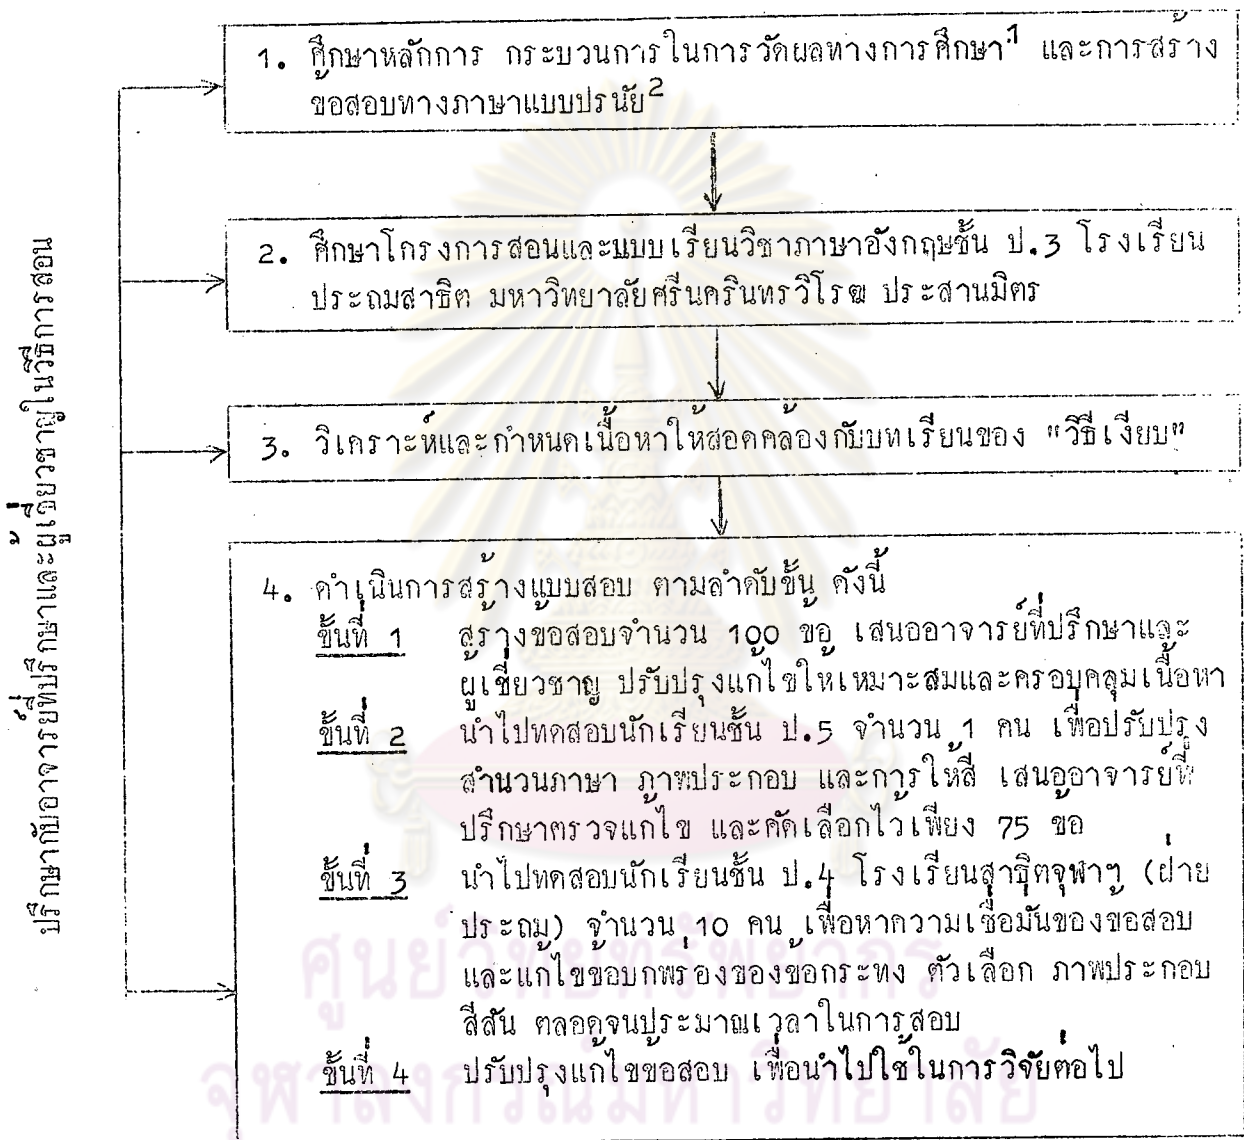 ปรึกษากับอาจารย์ที่ปรึกษาและผู้เชี่ยวชาญในวิธีการสอน
1. ศึกษาหลักการ กระบวนการในการวัดผลทางการศึกษา1 และการสร้าง
ข้อสอบทางภาษาแบบปรนัย2
2. ศึกษาโครงการสอนและแบบเรียนวิชาภาษาอังกฤษชั้น ป.3 โรงเรียน
ประถมสาธิต มหาวิทยาลัยศรีนครินทรวิโรฒ ประสานมิตร
3. วิเคราะห์และกำหนดเนื้อหาให้สอดคล้องกับบทเรียนของ "วิธีเงียบ"
4. ดำเนินการสร้างแบบสอบ ตามลำดับขั้น ดังนี้
ขั้นที่ 1 สร้างข้อสอบจำนวน 100 ข้อ เสนออาจารย์ที่ปรึกษาและ
ผู้เชี่ยวชาญ ปรับปรุงแก้ไขให้เหมาะสมและครอบคลุมเนื้อหา
ขั้นที่ 2 นำไปทดสอบนักเรียนชั้น ป.5 จำนวน 1 คน เพื่อปรับปรุง
สำนวนภาษา ภาพประกอบ และการให้สี เสนออาจารย์ที่
ปรึกษาตรวจแก้ไข และคัดเลือกไว้เพียง 75 ข้อ
ขั้นที่ 3 นำไปทดสอบนักเรียนชั้น ป.4 โรงเรียนสาธิตจุฬาฯ (ฝ่าย
ประถม) จำนวน 10 คน เพื่อหาความเชื่อมั่นของข้อสอบ
และแก้ไขข้อบกพร่องของข้อกระทง ตัวเลือก ภาพประกอบ
สีสัน ตลอดจนประมาณเวลาในการสอบ
ขั้นที่ 4 ปรับปรุงแก้ไขข้อสอบ เพื่อนำไปใช้ในการวิจัยต่อไป
ศูนย์วิทยทรัพยากร
จุฬาลงกรณ์มหาวิทยาลัย